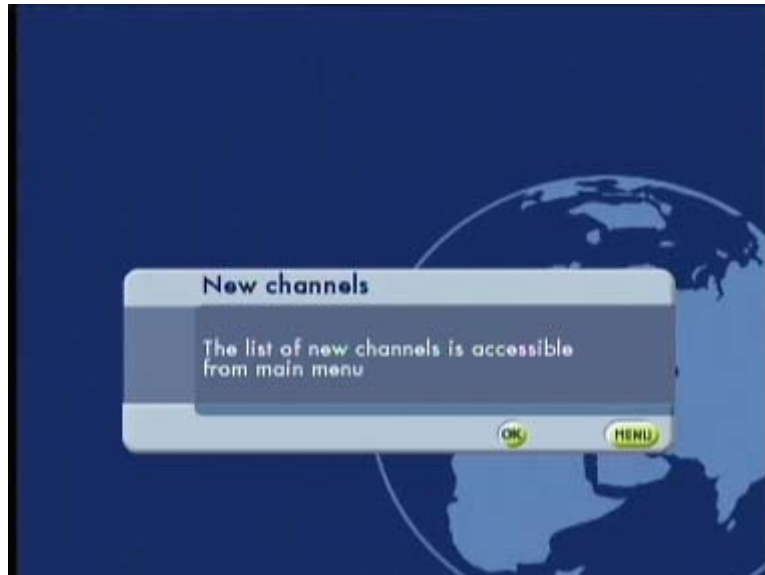 New channels
The list of new channels is accessible
from main menu
OK
MENU